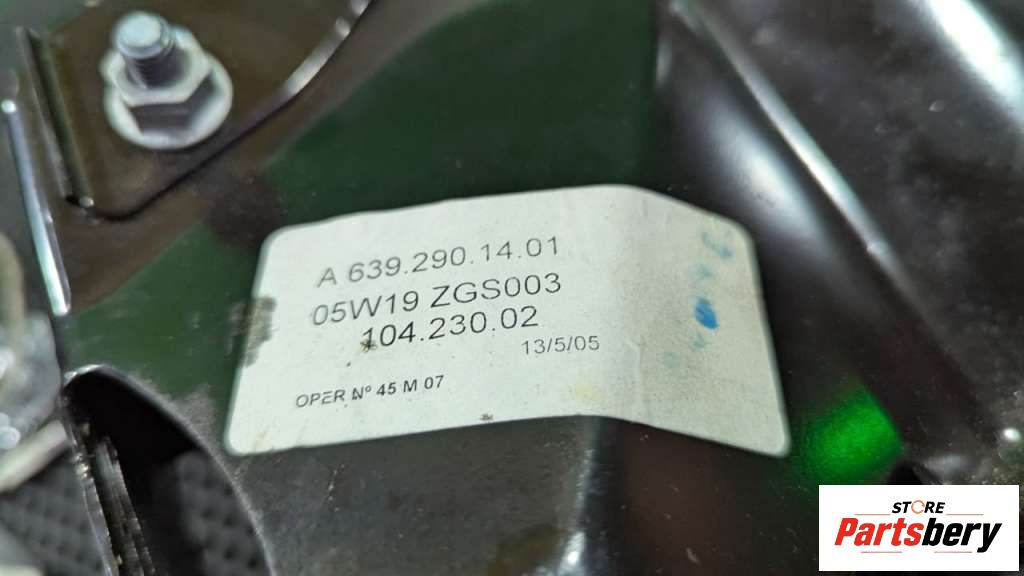 A 639.290.14.01
05W19 ZGS003
104.230.02
13/5/05
OPER Nº 45 M 07
STORE
Partsbery